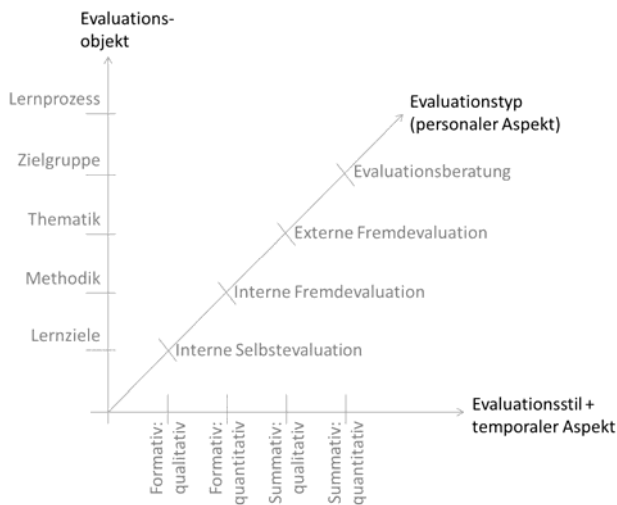 Evaluations-
objekt
Lernprozess
Zielgruppe
Thematik
Methodik
Lernziele
Evaluationstyp
(personaler Aspekt)
Evaluationsberatung
Externe Fremdevaluation
Interne Fremdevaluation
Interne Selbstevaluation
Evaluationsstil +
temporaler Aspekt
Formativ:
qualitativ
Formativ:
quantitativ
Summativ:
qualitativ
Summativ:
quantitativ